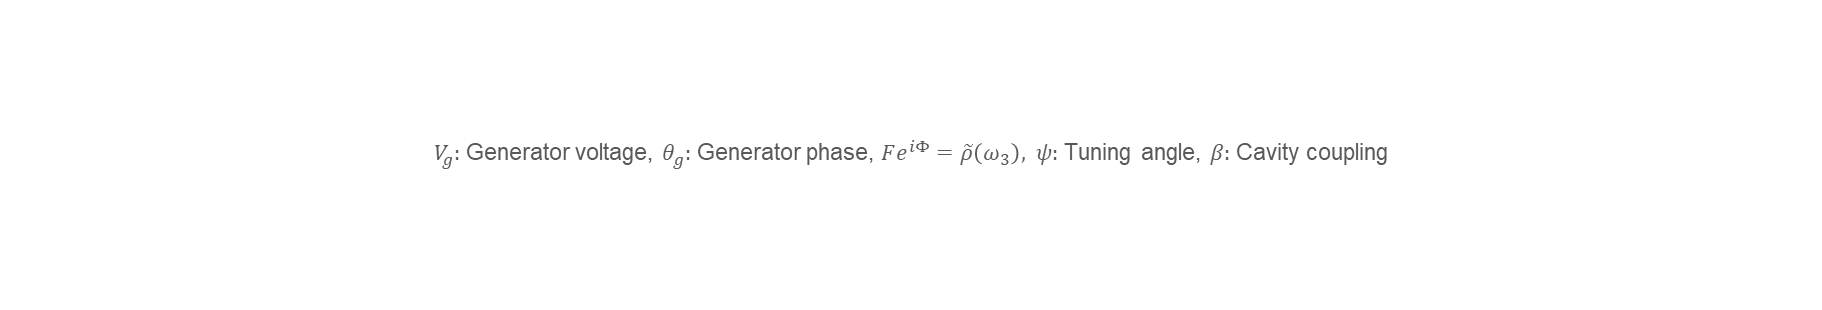 V_g: Generator voltage, θ_g: Generator phase, Fe^{iΦ} = ρ̃(ω_3), ψ: Tuning angle, β: Cavity coupling